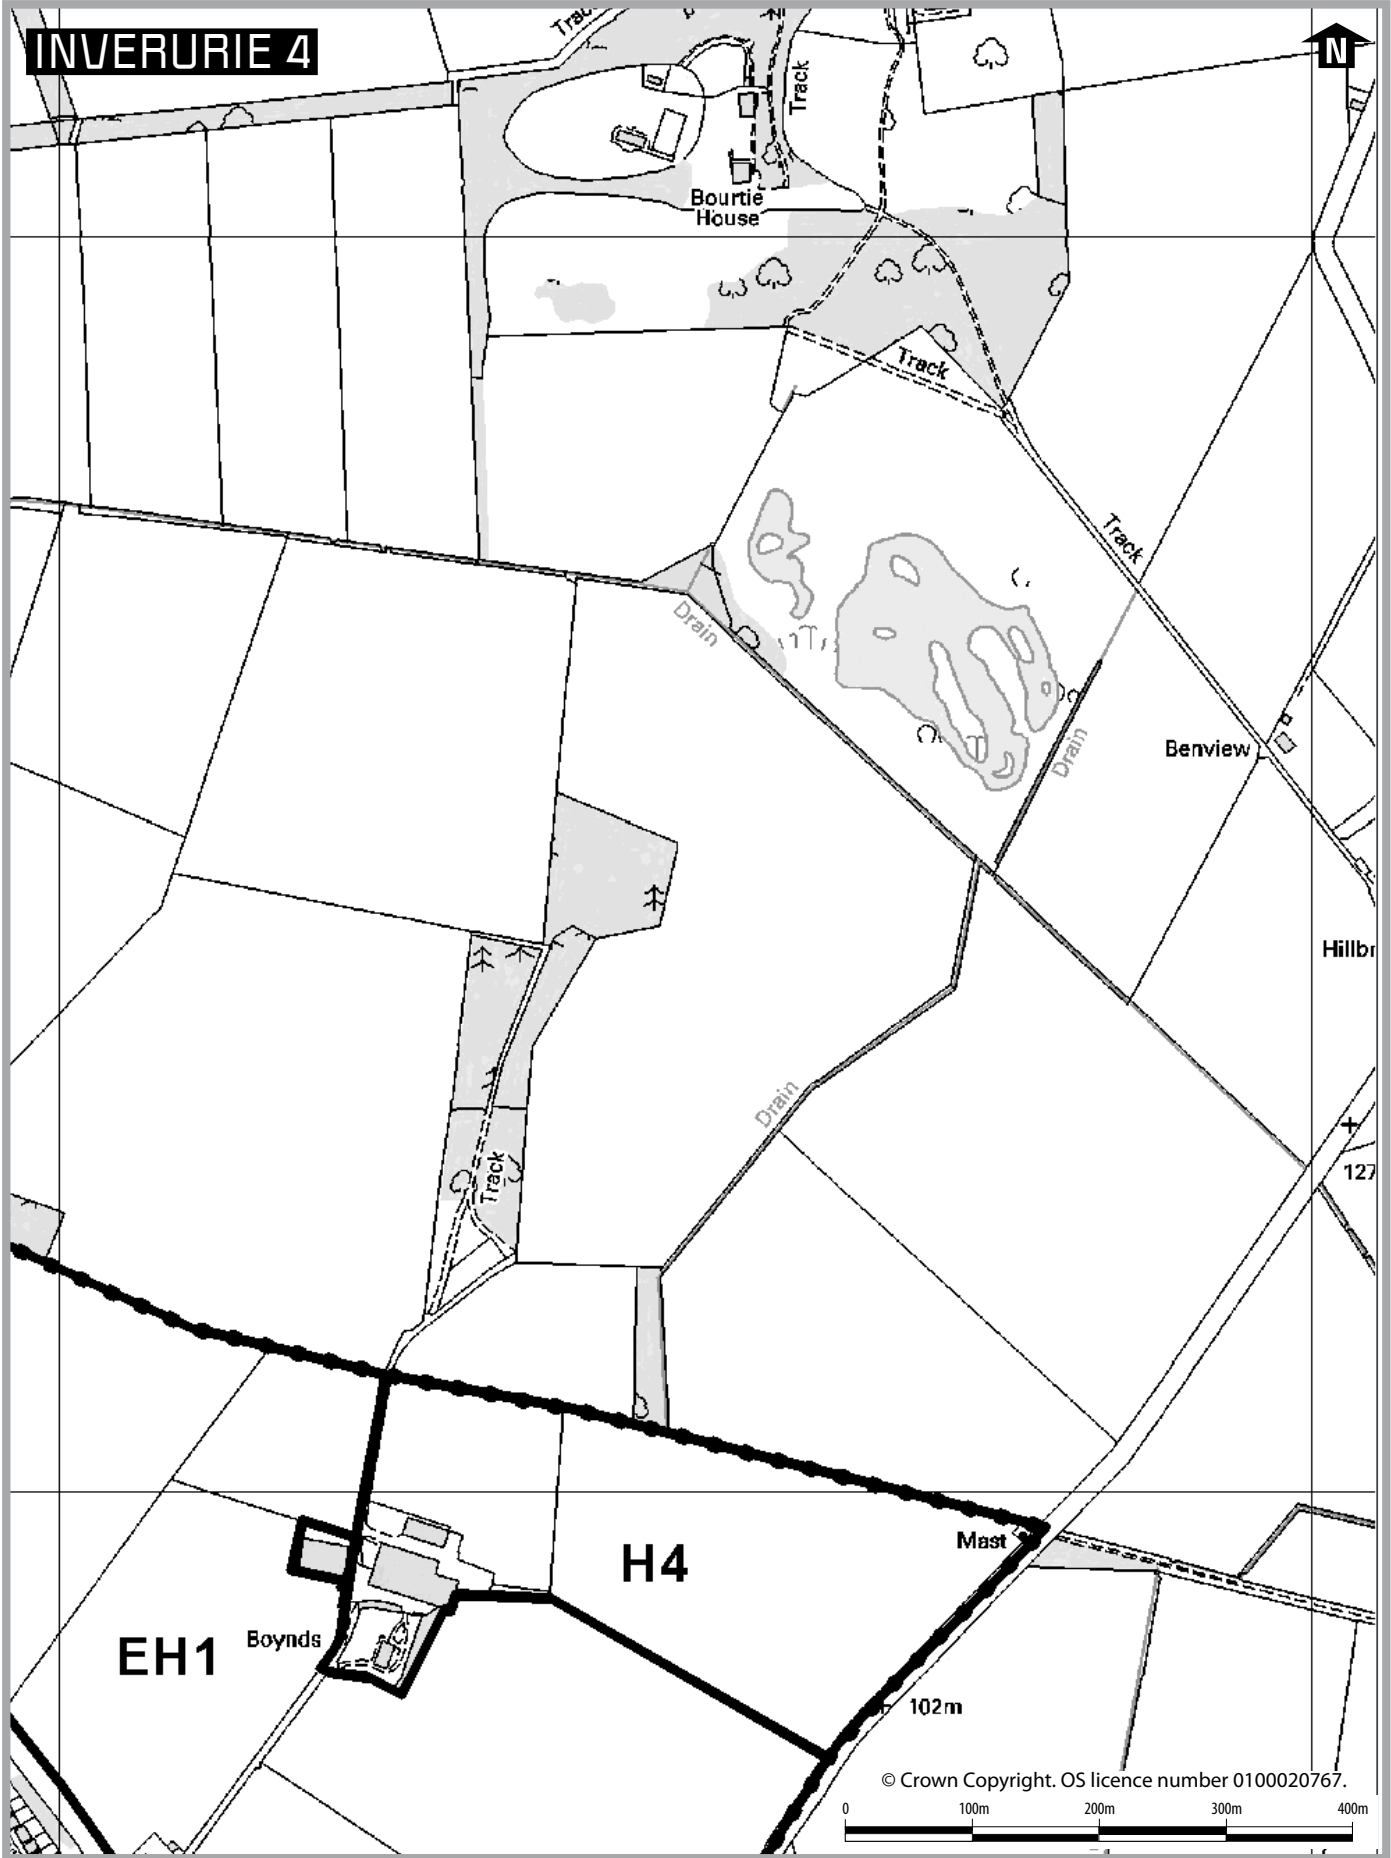 INVERURIE 4
N
Track
Bourtie
House
Track
Track
Drain
Drain
Benview
Hillbr
Drain
127
Track
Mast
H4
EH1
Boynds
102m
© Crown Copyright. OS licence number 0100020767.
0 100m 200m 300m 400m